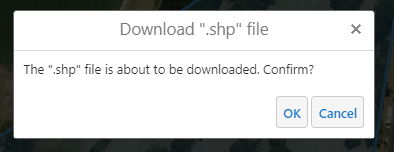 Download ".shp" file
The ".shp" file is about to be downloaded. Confirm?
OK Cancel